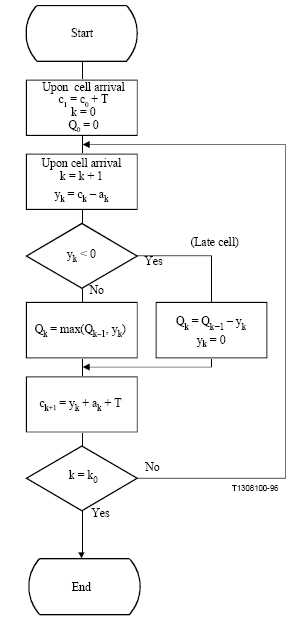 Start
Upon cell arrival
c₁ = c₀ + T
k = 0
Q₀ = 0
Upon cell arrival
k = k + 1
yₖ = cₖ – aₖ
yₖ < 0
(Late cell)
Yes
No
Qₖ = max(Qₖ₋₁, yₖ)
Qₖ = Qₖ₋₁ – yₖ
yₖ = 0
cₖ₊₁ = yₖ + aₖ + T
k = k₀
No
T1308100-96
Yes
End